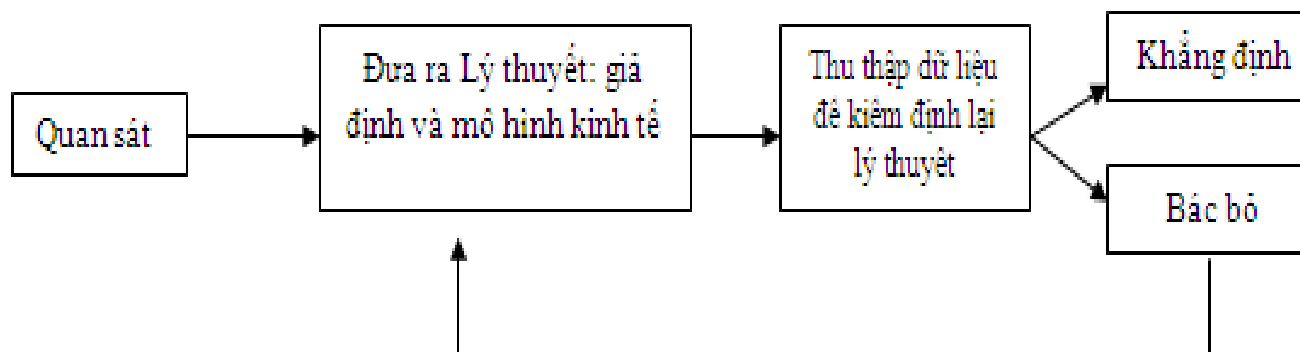 Quan sát
Đưa ra Lý thuyết: giả
định và mô hình kinh tế
Thu thập dữ liệu
để kiểm định lại
lý thuyết
Khẳng định
Bác bỏ